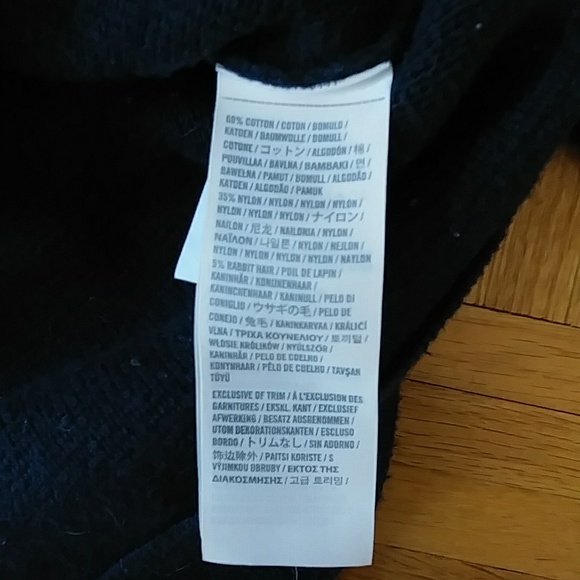 60% COTTON / COTON / BOMULD /
KATOEN / BAUMWOLLE / BOMULL /
COTONE / コットン / ALGODÓN / 棉 /
POUVILLAA / BAVLNA / ΒΑΜΒΑΚΙ / 면 /
BAWEŁNA / PAMUT / BOMULL / ALGODÃO /
KATOEN / ALGODÃO / PAMUK
35% NYLON / NYLON / NYLON / NYLON /
NYLON / NYLON / NYLON / ナイロン /
NAILON / 尼龙 / NAILONIA / NYLON /
ΝΑΪΛΟΝ / 나일론 / NYLON / NEJLON /
NYLON / NYLON / NYLON / NYLON / NAYLON
5% RABBIT HAIR / POIL DE LAPIN /
KANINHÅR / KONIJNENHAAR /
KANINCHENHAAR / KANINULL / PELO DI
CONIGLIO / ウサギの毛 / PELO DE
CONEJO / 兔毛 / KANINKARVAA / KRÁLIČÍ
VLNA / ΤΡΙΧΑ ΚΟΥΝΕΛΙΟΥ / 토끼털 /
WŁOSIE KRÓLIKÓW / NYÚLSZŐR /
KANINHÅR / PELO DE COELHO /
KONYNHAAR / PÊLO DE COELHO / TAVŞAN
TÜYÜ
EXCLUSIVE OF TRIM / À L'EXCLUSION DES
GARNITURES / EKSKL. KANT / EXCLUSIEF
AFWERKING / BESATZ AUSGENOMMEN /
UTOM DEKORATIONSKANTEN / ESCLUSO
BORDO / トリムなし / SIN ADORNO /
饰边除外 / PAITSI KORISTE / S
VÝJIMKOU OBRUBY / ΕΚΤΟΣ ΤΗΣ
ΔΙΑΚΟΣΜΗΣΗΣ / 고급 트리밍 /